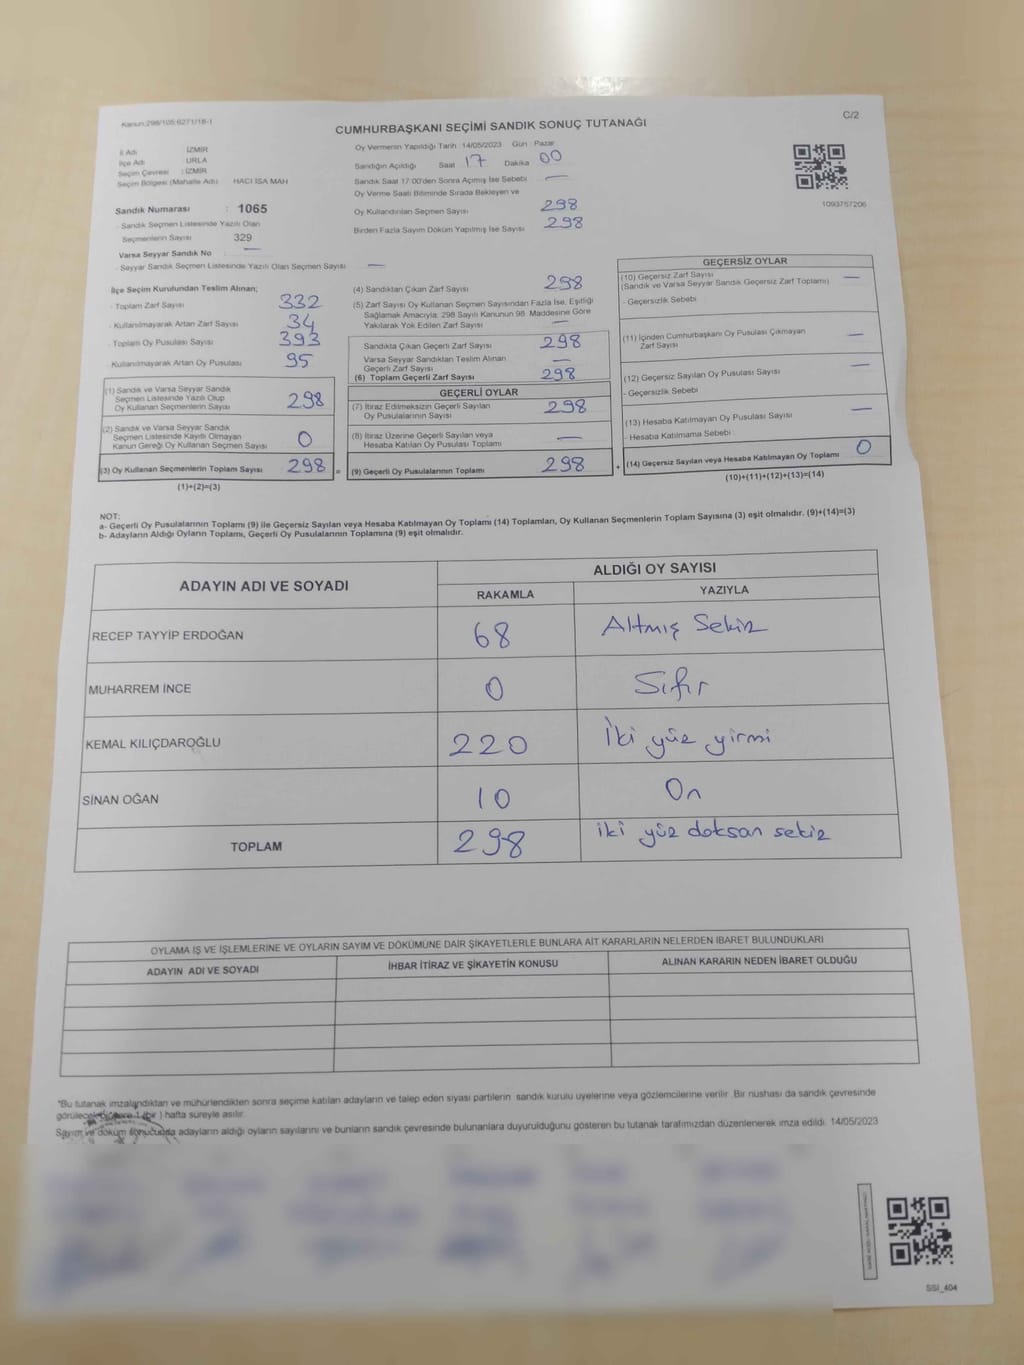 Kanun:298/105;6271/18-1
C/2
CUMHURBAŞKANI SEÇİMİ SANDIK SONUÇ TUTANAĞI
İl Adı : İZMİR
İlçe Adı : URLA
Seçim Çevresi : İZMİR
Seçim Bölgesi (Mahalle Adı) HACI İSA MAH
Sandık Numarası : 1065
- Sandık Seçmen Listesinde Yazılı Olan
Seçmenlerin Sayısı 329
Varsa Seyyar Sandık No : —
- Seyyar Sandık Seçmen Listesinde Yazılı Olan Seçmen Sayısı —
Oy Vermenin Yapıldığı Tarih : 14/05/2023 Gün : Pazar
Sandığın Açıldığı Saat 17 Dakika 00
Sandık Saat 17:00'den Sonra Açımış İse Sebebi —
Oy Verme Saati Bitiminde Sırada Bekleyen ve
Oy Kullandırılan Seçmen Sayısı 298
Birden Fazla Sayım Döküm Yapılmış İse Sayısı 298
1093757206
İlçe Seçim Kurulundan Teslim Alınan;
- Toplam Zarf Sayısı 332
- Kullanılmayarak Artan Zarf Sayısı 34
- Toplam Oy Pusulası Sayısı 393
- Kullanılmayarak Artan Oy Pusulası 95
(1) Sandık ve Varsa Seyyar Sandık
Seçmen Listesinde Yazılı Olup
Oy Kullanan Seçmenlerin Sayısı 298
(2) Sandık ve Varsa Seyyar Sandık
Seçmen Listesinde Kayıtlı Olmayan
Kanun Gereği Oy Kullanan Seçmen Sayısı 0
(3) Oy Kullanan Seçmenlerin Toplam Sayısı 298 =
(1)+(2)=(3)
(4) Sandıktan Çıkan Zarf Sayısı 298
(5) Zarf Sayısı Oy Kullanan Seçmen Sayısından Fazla İse, Eşitliği
Sağlamak Amacıyla; 298 Sayılı Kanunun 98. Maddesine Göre
Yakılarak Yok Edilen Zarf Sayısı —
Sandıkta Çıkan Geçerli Zarf Sayısı 298
Varsa Seyyar Sandıktan Teslim Alınan
Geçerli Zarf Sayısı —
(6) Toplam Geçerli Zarf Sayısı 298
GEÇERLİ OYLAR
(7) İtiraz Edilmeksizin Geçerli Sayılan
Oy Pusulalarının Sayısı 298
(8) İtiraz Üzerine Geçerli Sayılan veya
Hesaba Katılan Oy Pusulası Toplamı —
(9) Geçerli Oy Pusulalarının Toplamı 298 +
GEÇERSİZ OYLAR
(10) Geçersiz Zarf Sayısı —
(Sandık ve Varsa Seyyar Sandık Geçersiz Zarf Toplamı)
- Geçersizlik Sebebi
(11) İçinden Cumhurbaşkanı Oy Pusulası Çıkmayan
Zarf Sayısı —
(12) Geçersiz Sayılan Oy Pusulası Sayısı —
- Geçersizlik Sebebi
(13) Hesaba Katılmayan Oy Pusulası Sayısı —
- Hesaba Katılmama Sebebi :
(14) Geçersiz Sayılan veya Hesaba Katılmayan Oy Toplamı 0
(10)+(11)+(12)+(13)=(14)
NOT:
a- Geçerli Oy Pusulalarının Toplamı (9) ile Geçersiz Sayılan veya Hesaba Katılmayan Oy Toplamı (14) Toplamları, Oy Kullanan Seçmenlerin Toplam Sayısına (3) eşit olmalıdır. (9)+(14)=(3)
b- Adayların Aldığı Oyların Toplamı, Geçerli Oy Pusulalarının Toplamına (9) eşit olmalıdır.
ADAYIN ADI VE SOYADI
ALDIĞI OY SAYISI
RAKAMLA YAZIYLA
RECEP TAYYİP ERDOĞAN 68 Altmış Sekiz
MUHARREM İNCE 0 Sıfır
KEMAL KILIÇDAROĞLU 220 İki yüz yirmi
SİNAN OĞAN 10 On
TOPLAM 298 iki yüz doksan sekiz
OYLAMA İŞ VE İŞLEMLERİNE VE OYLARIN SAYIM VE DÖKÜMÜNE DAİR ŞİKAYETLERLE BUNLARA AİT KARARLARIN NELERDEN İBARET BULUNDUKLARI
ADAYIN ADI VE SOYADI İHBAR İTİRAZ VE ŞİKAYETİN KONUSU ALINAN KARARIN NEDEN İBARET OLDUĞU
*Bu tutanak imzalandıktan ve mühürlendikten sonra seçime katılan adayların ve talep eden siyasi partilerin sandık kurulu üyelerine veya gözlemcilerine verilir. Bir nüshası da sandık çevresinde
görülecek bir yere 1 (bir) hafta süreyle asılır.
Sayım ve döküm sonucunda adayların aldığı oyların sayılarını ve bunların sandık çevresinde bulunanlara duyurulduğunu gösteren bu tutanak tarafımızdan düzenlenerek imza edildi. 14/05/2023
SSI_404